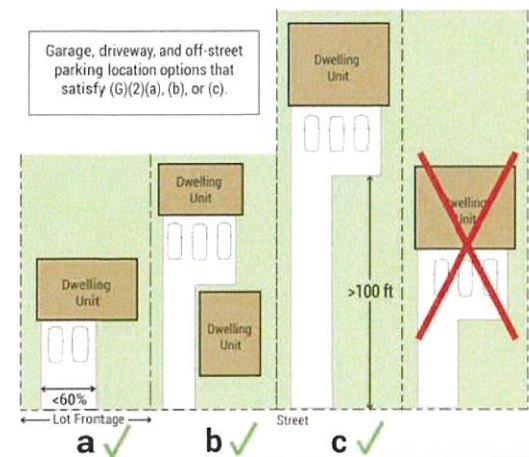 Garage, driveway, and off-street
parking location options that
satisfy (G)(2)(a), (b), or (c).
Dwelling
Unit
Dwelling
Unit
Dwelling
Unit
Dwelling
Unit
Dwelling
Unit
>100 ft
<60%
Lot Frontage
Street
a
b
c